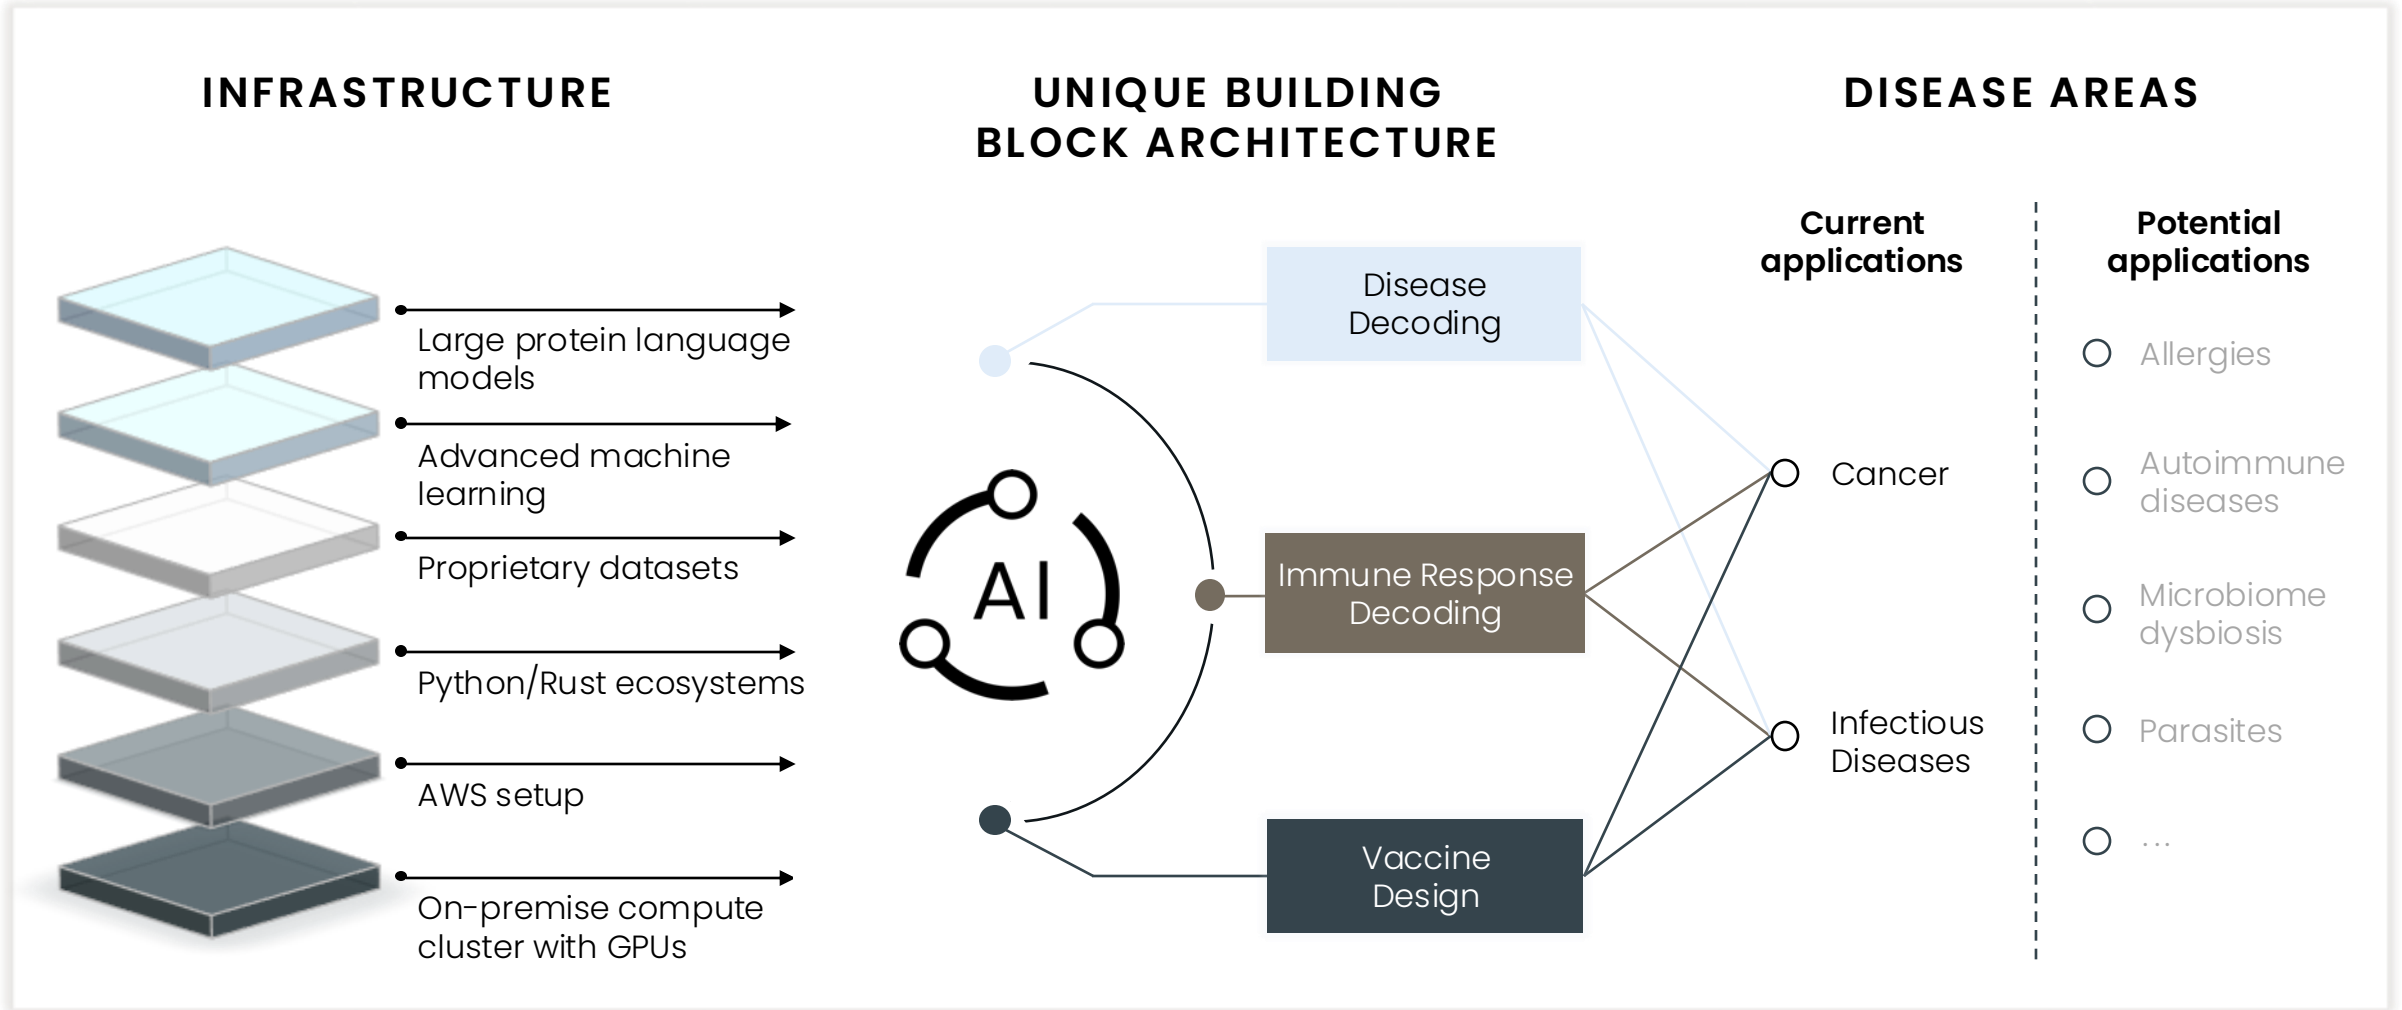 INFRASTRUCTURE
Large protein language
models
Advanced machine
learning
Proprietary datasets
Python/Rust ecosystems
AWS setup
On-premise compute
cluster with GPUs
UNIQUE BUILDING
BLOCK ARCHITECTURE
AI
Disease
Decoding
Immune Response
Decoding
Vaccine
Design
DISEASE AREAS
Current
applications
Cancer
Infectious
Diseases
Potential
applications
Allergies
Autoimmune
diseases
Microbiome
dysbiosis
Parasites
...